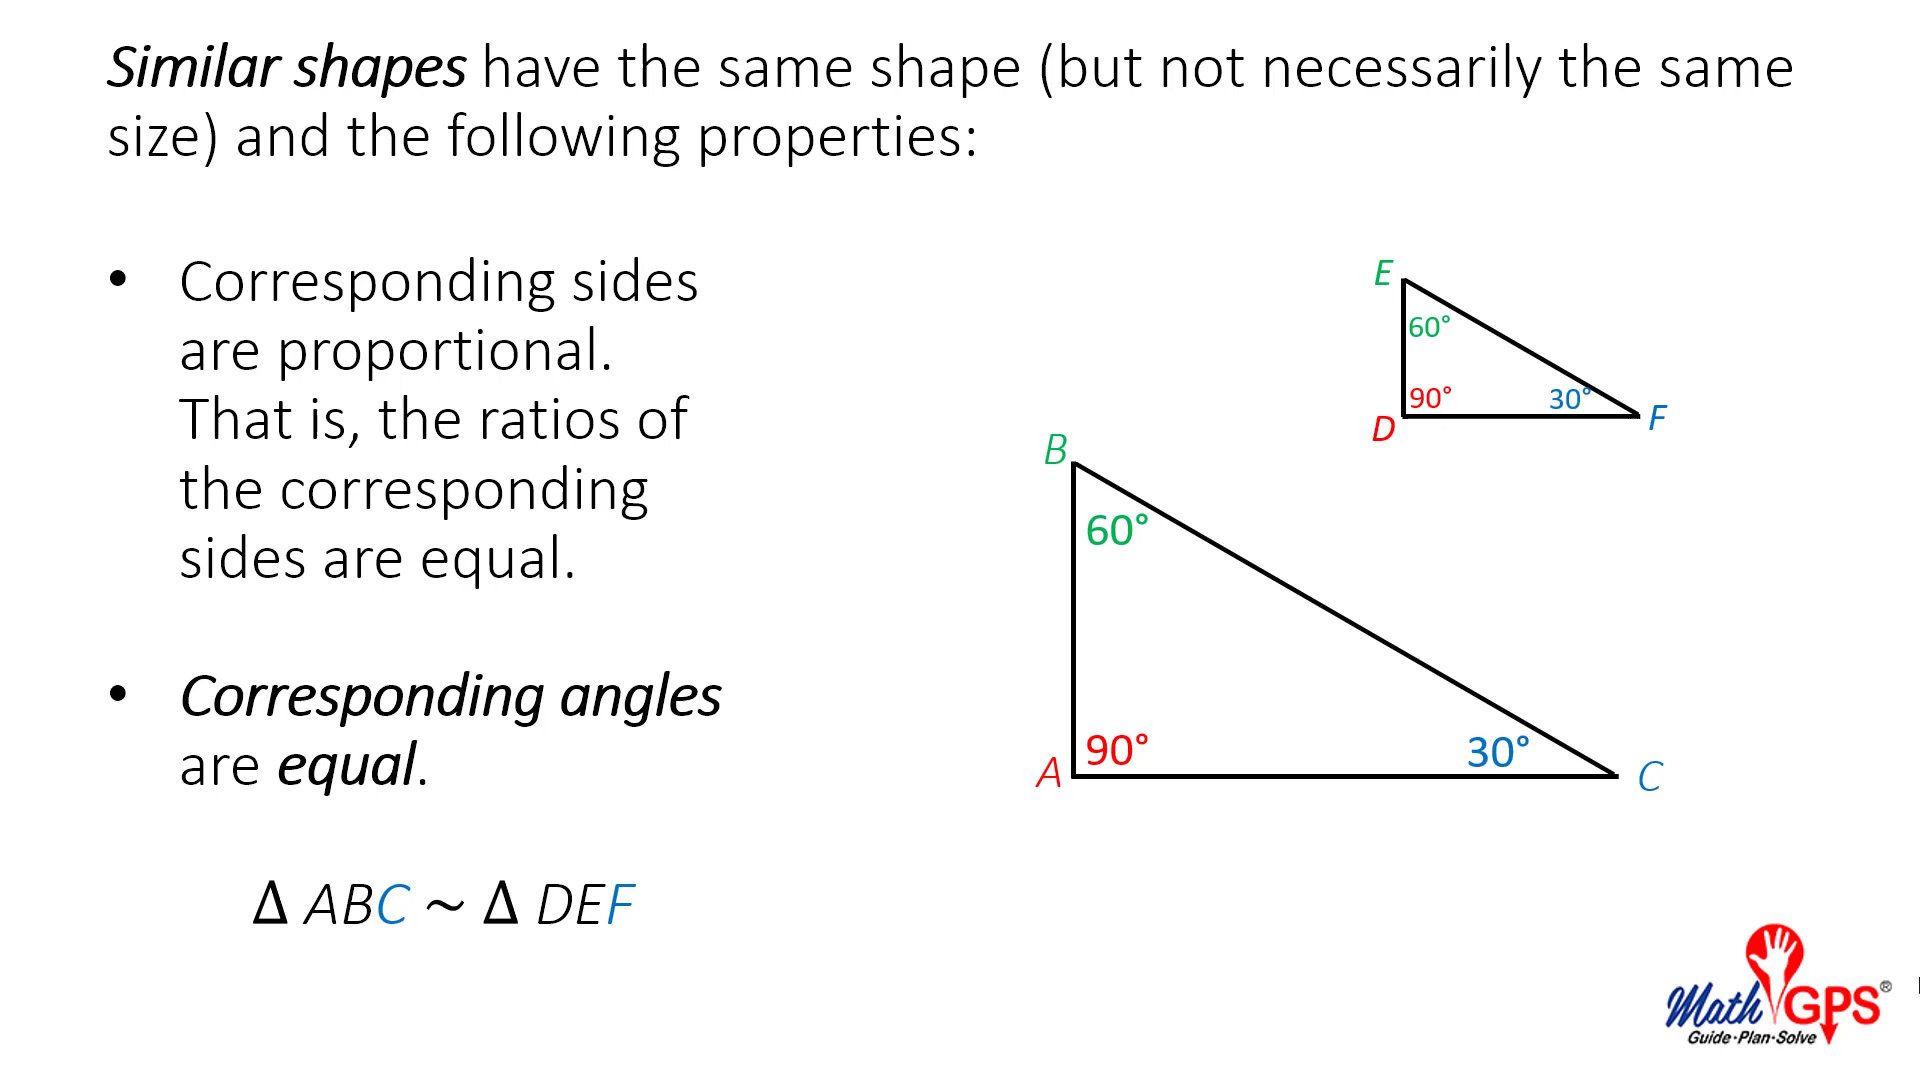 Similar shapes have the same shape (but not necessarily the same
size) and the following properties:
• Corresponding sides
are proportional.
That is, the ratios of
the corresponding
sides are equal.
• Corresponding angles
are equal.
∆ ABC ~ ∆ DEF
E
60°
90°
30°
D
F
B
60°
90°
30°
A
C
Math GPS®
Guide·Plan·Solve